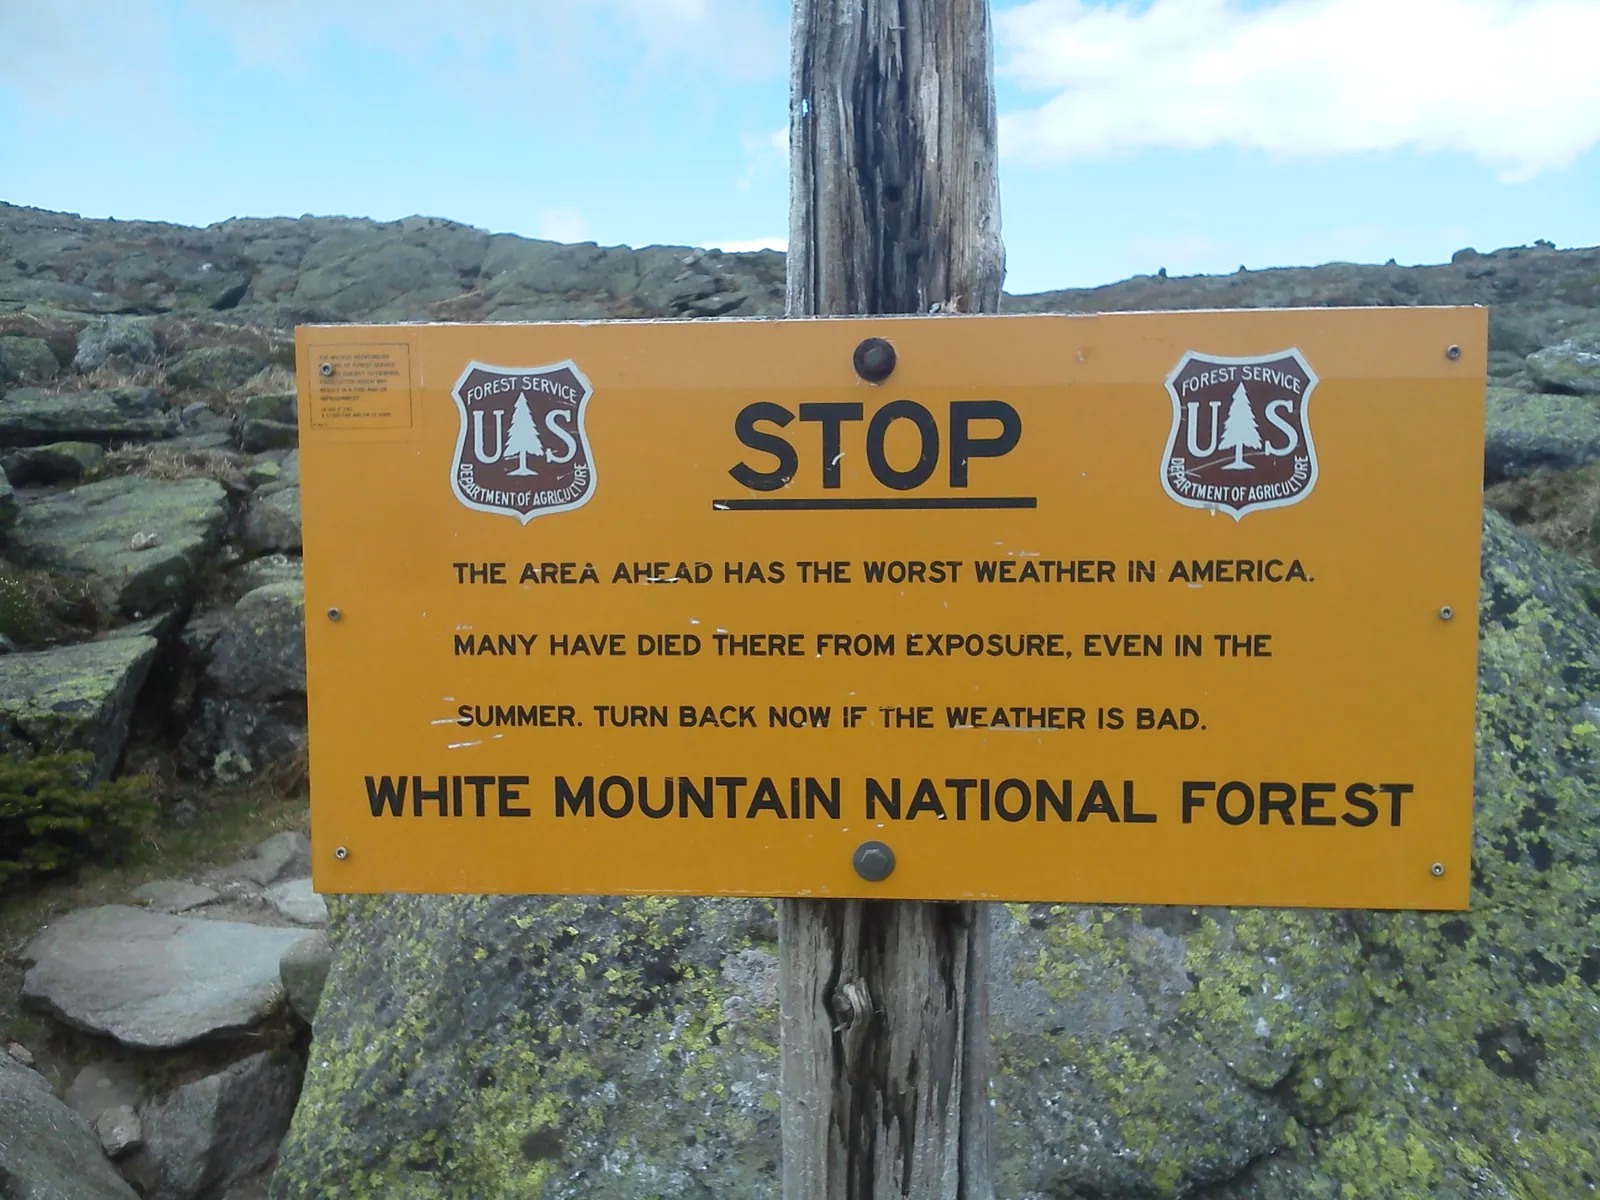 FOREST SERVICE
U S
DEPARTMENT OF AGRICULTURE
STOP
FOREST SERVICE
U S
DEPARTMENT OF AGRICULTURE
THE AREA AHEAD HAS THE WORST WEATHER IN AMERICA.
MANY HAVE DIED THERE FROM EXPOSURE, EVEN IN THE
SUMMER. TURN BACK NOW IF THE WEATHER IS BAD.
WHITE MOUNTAIN NATIONAL FOREST